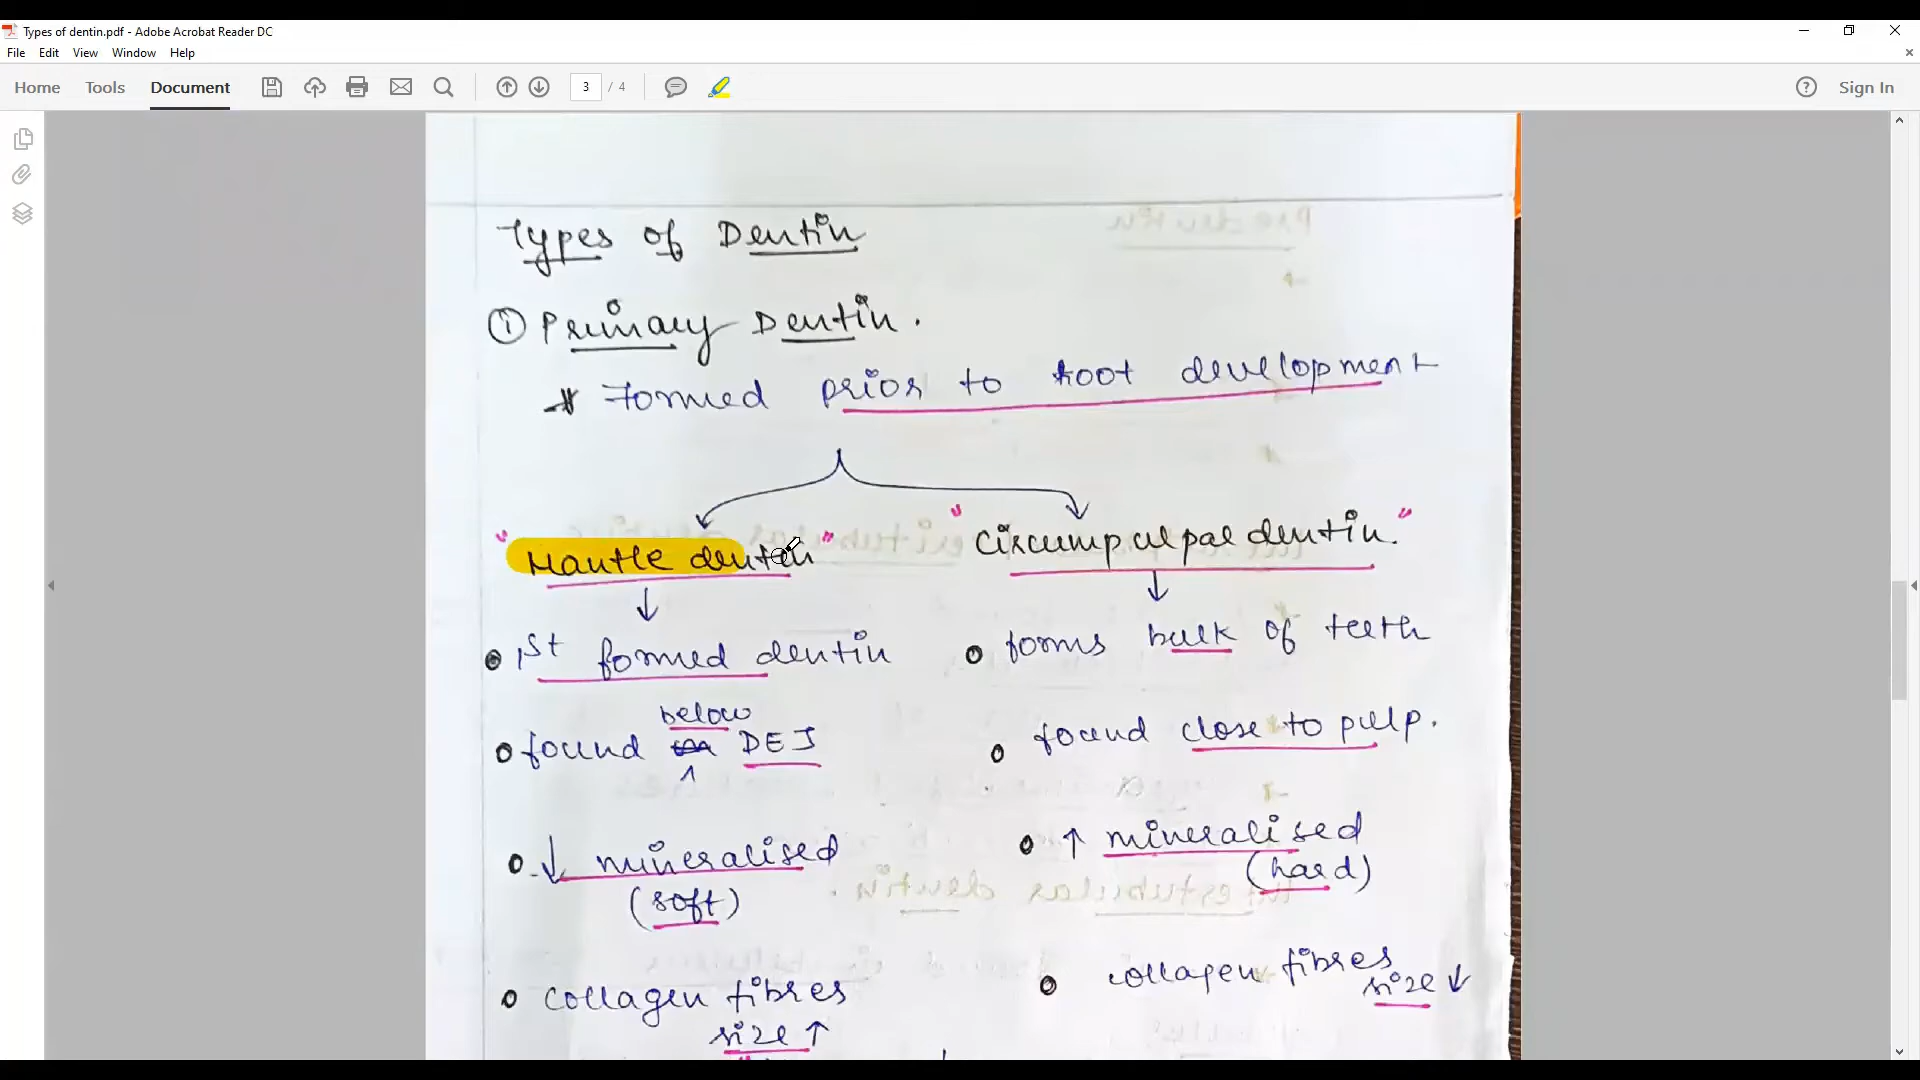 Types of dentin.pdf - Adobe Acrobat Reader DC
File Edit View Window Help
Home Tools Document 3 / 4 Sign In
Types of Dentin
① Primary Dentin.
* Formed prior to root development
"Mantle dentin" "Circumpulpal dentin."
• 1st formed dentin
• found below DEJ
• ↓ mineralised
(soft)
• collagen fibres
size ↑
• forms bulk of teeth
• found close to pulp.
• ↑ mineralised
(hard)
• collagen fibres
size ↓